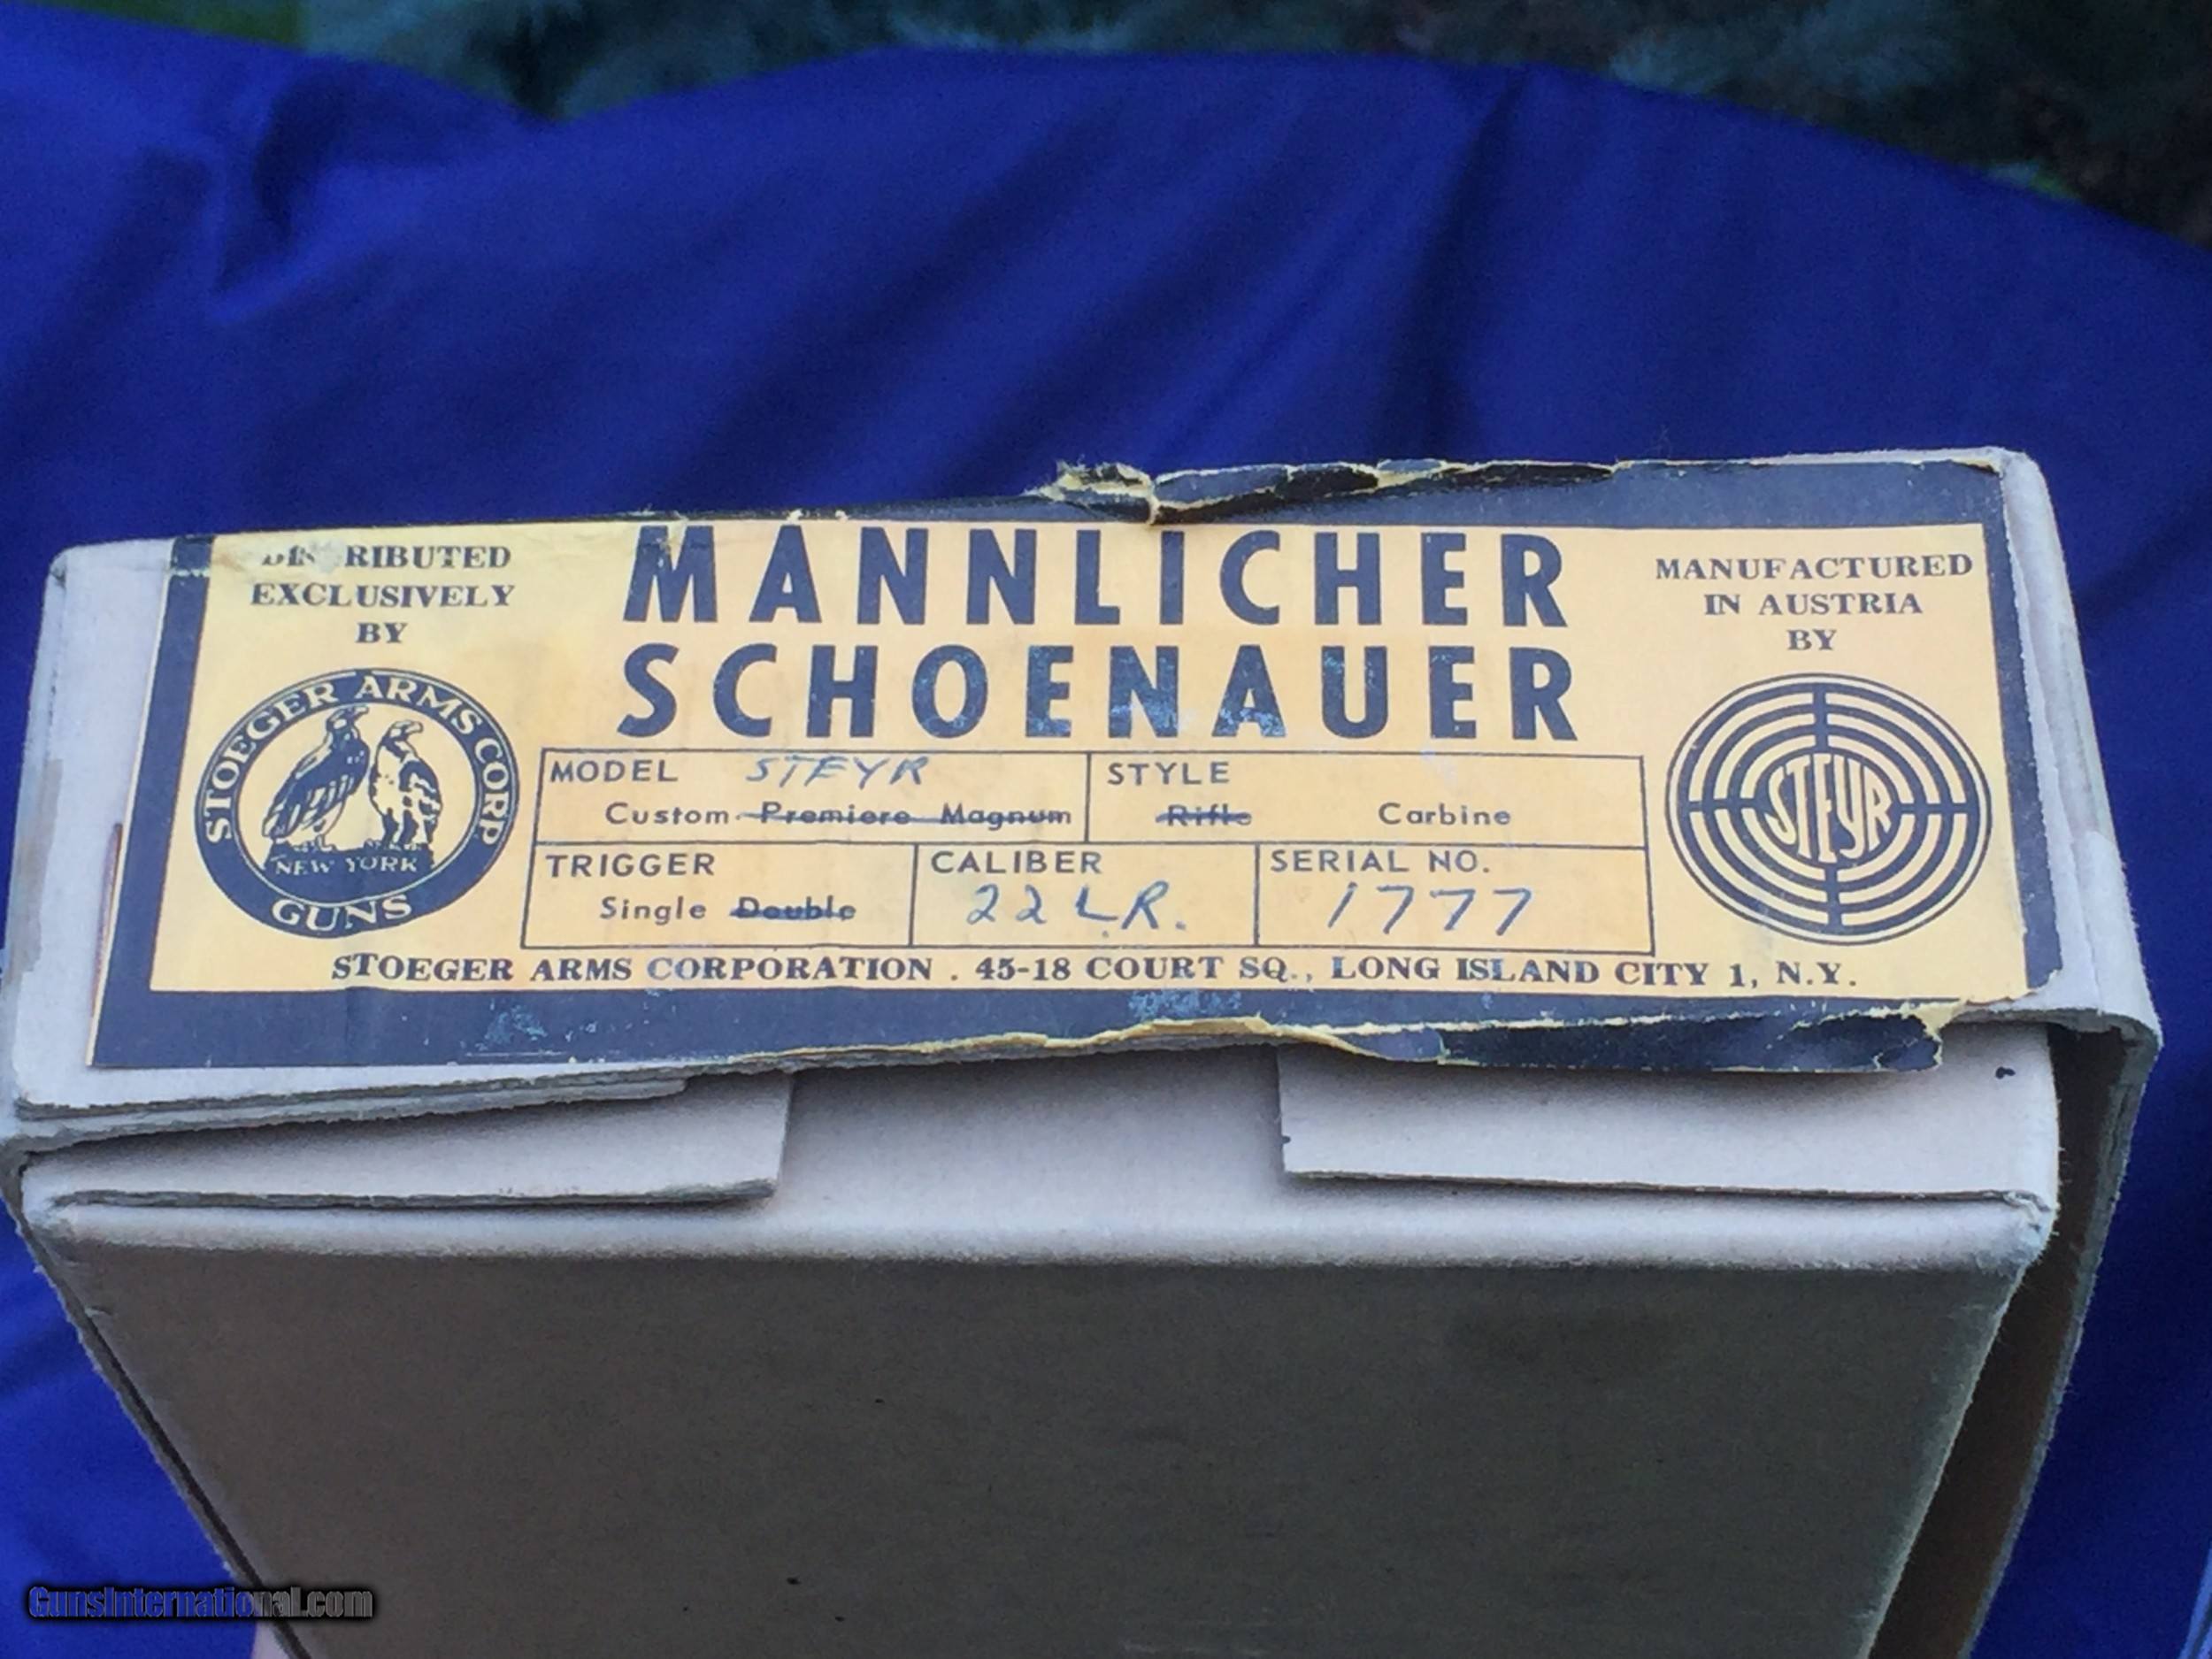 RIBUTED
EXCLUSIVELY
BY
STOEGER ARMS CORP
NEW YORK
GUNS
MANNLICHER
SCHOENAUER
MANUFACTURED
IN AUSTRIA
BY
STEYR
MODEL STEYR
Custom Premiere Magnum
STYLE
Rifle Carbine
TRIGGER
Single Double
CALIBER
22 L.R.
SERIAL NO.
1777
STOEGER ARMS CORPORATION . 45-18 COURT SQ., LONG ISLAND CITY 1, N.Y.
GunsInternational.com